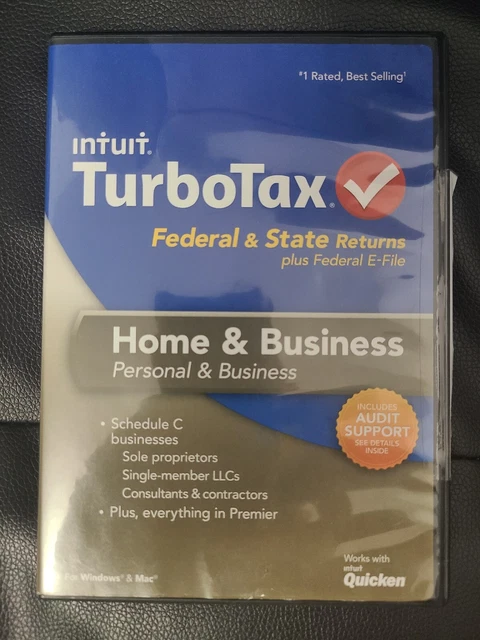 #1 Rated, Best Selling†
intuit®
TurboTax®
Federal & State Returns
plus Federal E-File
Home & Business
Personal & Business
• Schedule C
businesses
Sole proprietors
Single-member LLCs
Consultants & contractors
• Plus, everything in Premier
INCLUDES
AUDIT
SUPPORT
SEE DETAILS
INSIDE
For Windows® & Mac®
Works with
intuit
Quicken